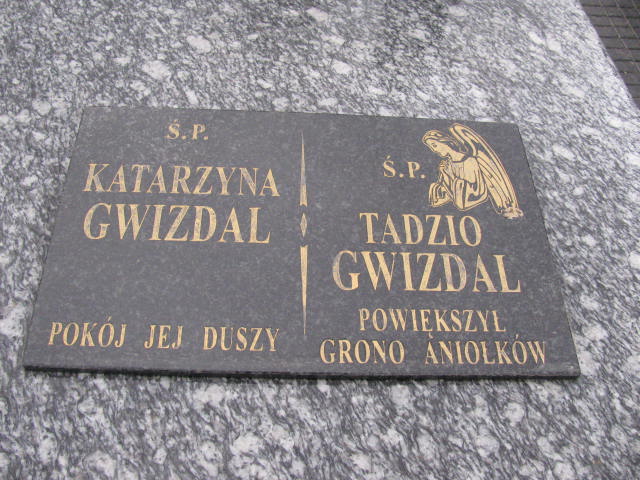 Ś.P.
KATARZYNA
GWIZDAL
POKÓJ JEJ DUSZY
Ś.P.
TADZIO
GWIZDAL
POWIĘKSZYŁ
GRONO ANIOŁKÓW